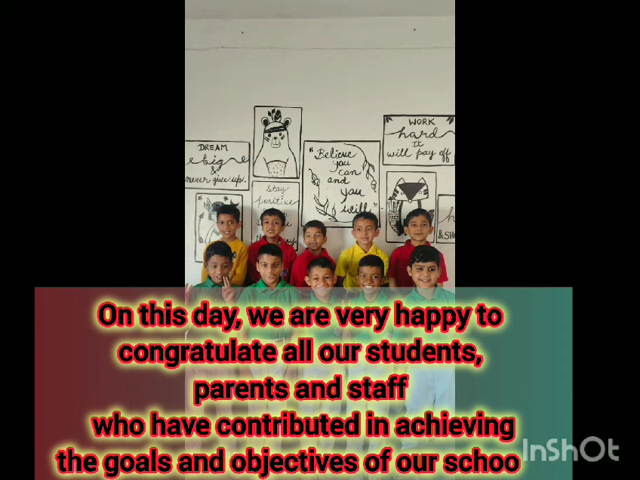 DREAM
big
&
never give up.
"Believe
you
can
and
you
will"
" WORK "
hard
It
will pay off
Stay
positive
On this day, we are very happy to
congratulate all our students,
parents and staff
who have contributed in achieving
the goals and objectives of our schoo
InShOt